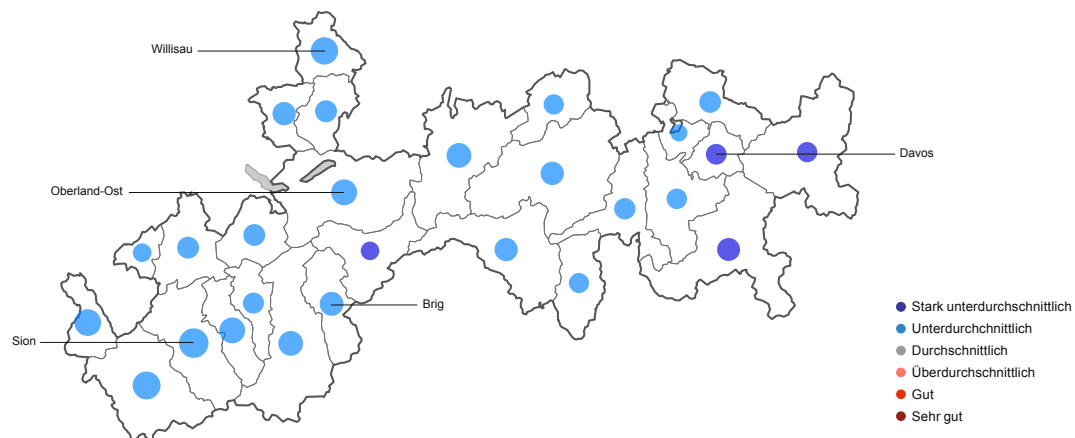 Willisau
Davos
Oberland-Ost
Brig
Sion
Stark unterdurchschnittlich
Unterdurchchnittlich
Durchschnittlich
Überdurchschnittlich
Gut
Sehr gut